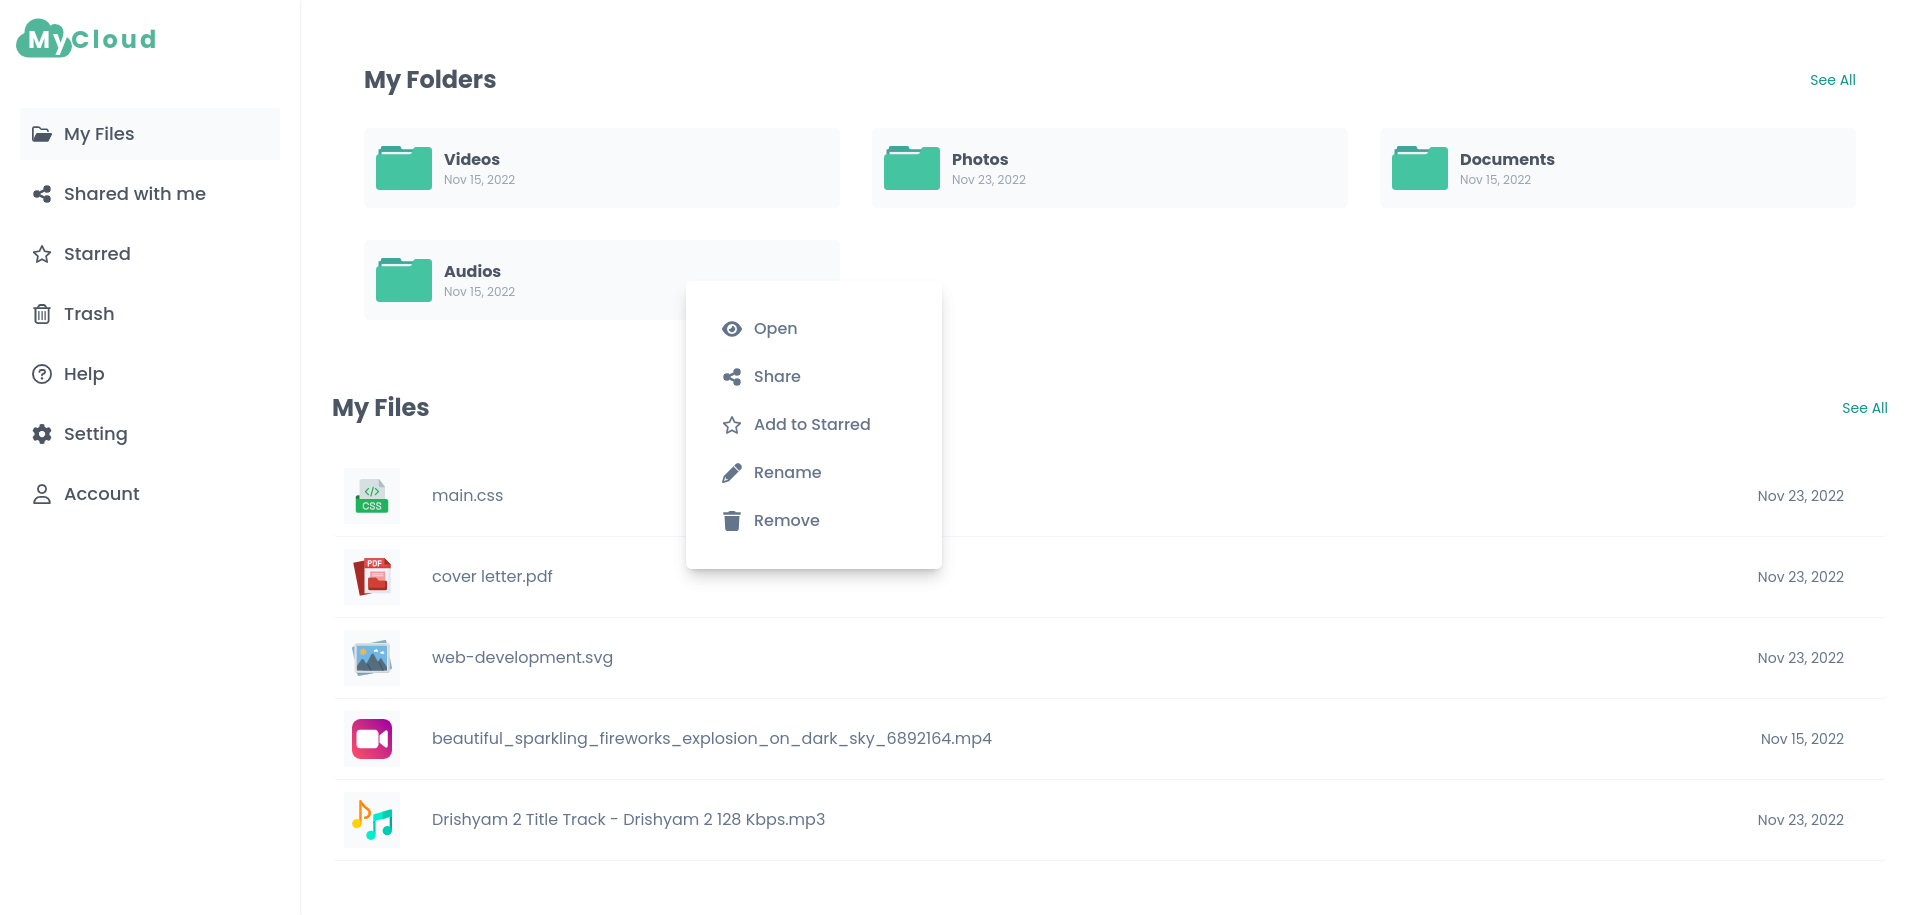 MyCloud
My Files
Shared with me
Starred
Trash
Help
Setting
Account
My Folders
See All
Videos
Nov 15, 2022
Photos
Nov 23, 2022
Documents
Nov 15, 2022
Audios
Nov 15, 2022
Open
Share
Add to Starred
Rename
Remove
My Files
See All
CSS
main.css
Nov 23, 2022
PDF
cover letter.pdf
Nov 23, 2022
web-development.svg
Nov 23, 2022
beautiful_sparkling_fireworks_explosion_on_dark_sky_6892164.mp4
Nov 15, 2022
Drishyam 2 Title Track - Drishyam 2 128 Kbps.mp3
Nov 23, 2022